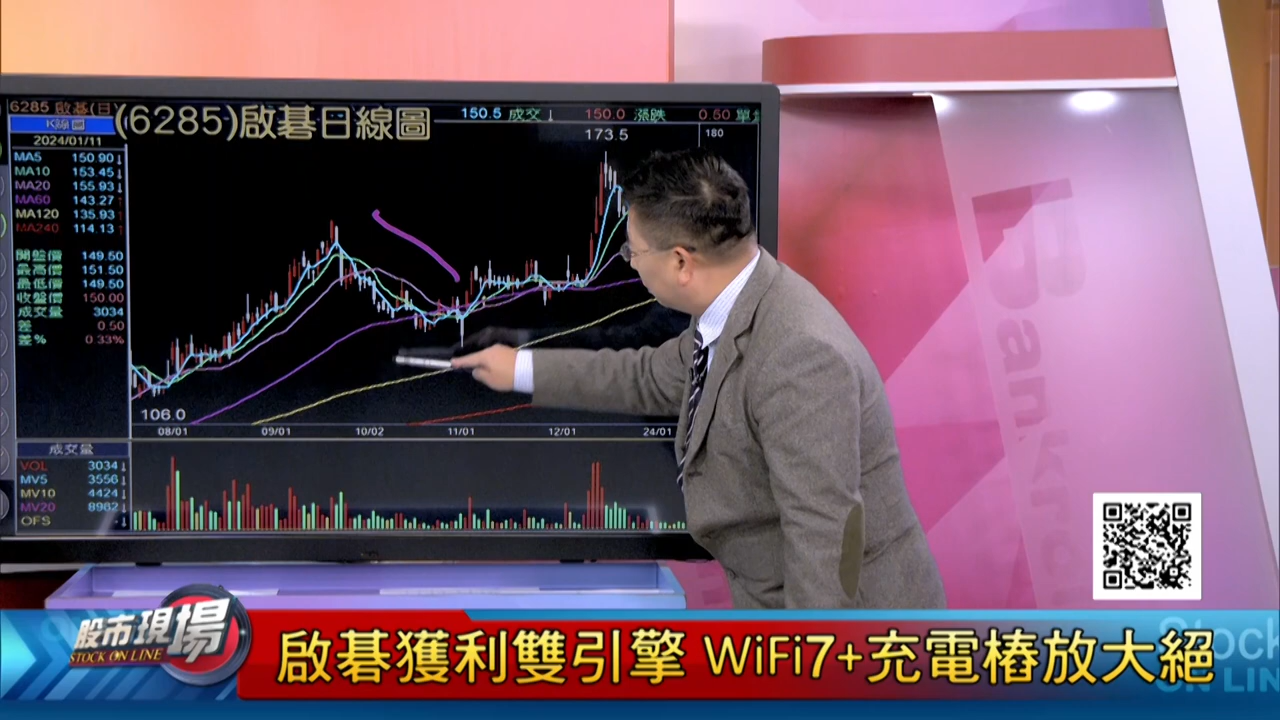 6285 啟碁(日
(6285)啟碁日線圖
150.5 成交↓ 150.0 漲跌 0.50 單
K線圖
2024/01/11
173.5
180
MA5 150.90↓
MA10 153.45↓
MA20 155.93↓
MA60 143.27↑
MA120 135.93↑
MA240 114.13↑
開盤價 149.50
最高價 151.50
最低價 149.50
收盤價 150.00
成交量 3034
差 0.50
差% 0.33%
106.0
08/01 09/01 10/02 11/01 12/01 24/01
成交量
VOL 3034↓
MV5 3556↓
MV10 4424↓
MV20 8962↓
OFS
Bankro
股市現場
STOCK ON LINE
啟碁獲利雙引擎 WiFi7+充電樁放大絕
Stock
ON LIN